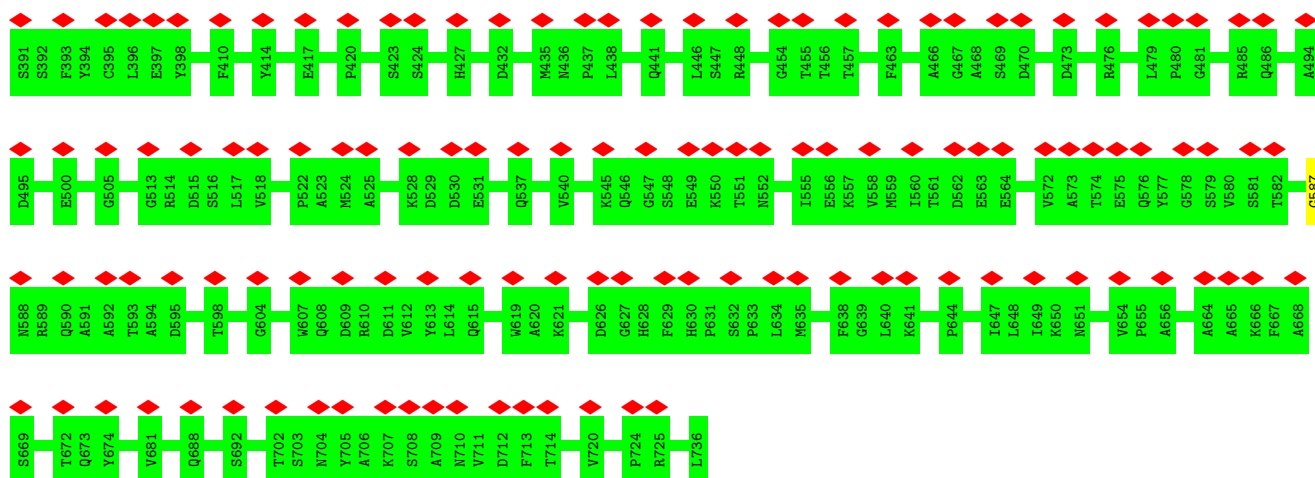 S391 S392 F393 Y394 C395 L396 E397 Y398 F410 Y414 E417 P420 S423 S424 H427 D432 M435 N436 P437 L438 Q441 L446 S447 R448 G454 T455 T456 T457 F463 A466 G467 A468 S469 D470 D473 R476 L479 P480 G481 R485 Q486 A494
D495 E500 G505 G513 R514 D515 S516 L517 V518 P522 A523 M524 A525 K528 D529 D530 E531 Q537 V540 K545 Q546 G547 S548 E549 K550 T551 N552 I555 E556 K557 V558 M559 I560 T561 D562 E563 E564 V572 A573 T574 E575 Q576 Y577 G578 S579 V580 S581 T582 G587
N588 R589 Q590 A591 A592 T593 A594 D595 T598 G604 W607 Q608 D609 R610 D611 Y612 Y613 I614 Q615 W619 A620 K621 D626 G627 H628 F629 H630 P631 S632 P633 L634 M635 F638 G639 L640 K641 P644 I647 L648 I649 K650 N651 V654 P655 A656 A664 A665 K666 F667 A668
S669 T672 Q673 Y674 V681 Q688 S692 T702 S703 N704 Y705 A706 K707 S708 A709 N710 V711 D712 F713 T714 V720 P724 R725 L736